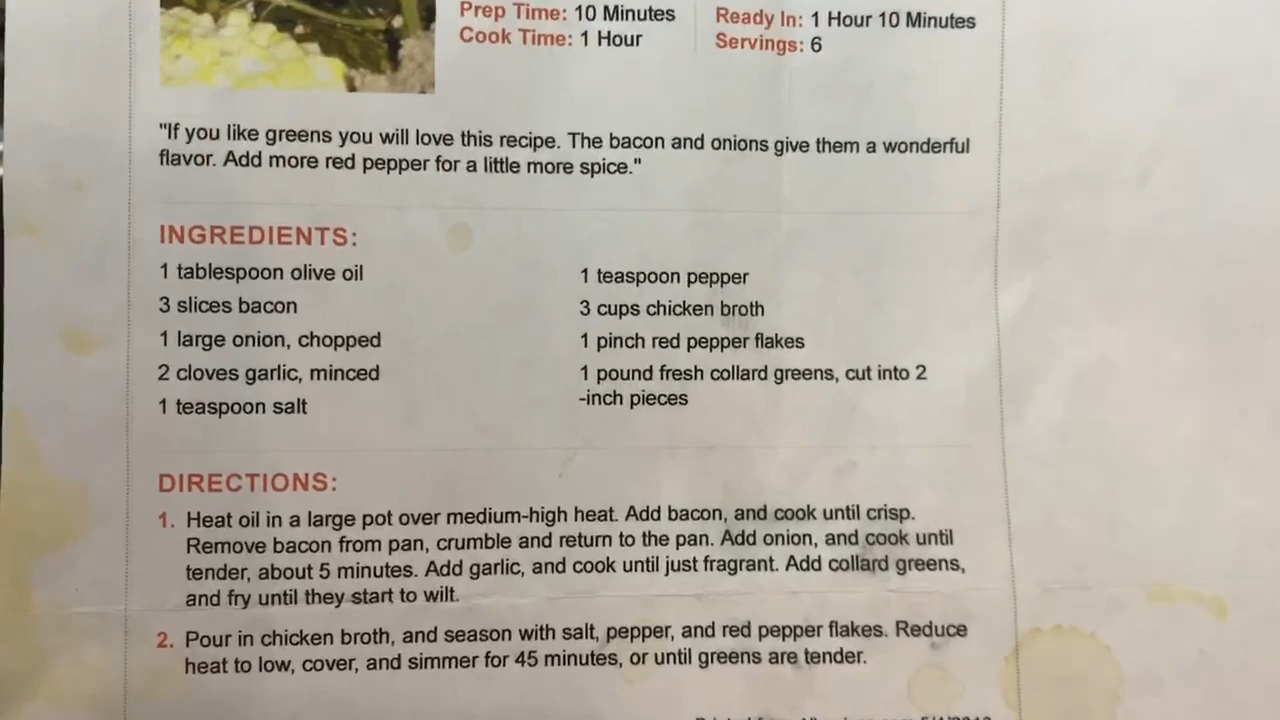 Prep Time: 10 Minutes
Cook Time: 1 Hour
Ready In: 1 Hour 10 Minutes
Servings: 6
"If you like greens you will love this recipe. The bacon and onions give them a wonderful
flavor. Add more red pepper for a little more spice."
INGREDIENTS:
1 tablespoon olive oil
3 slices bacon
1 large onion, chopped
2 cloves garlic, minced
1 teaspoon salt
1 teaspoon pepper
3 cups chicken broth
1 pinch red pepper flakes
1 pound fresh collard greens, cut into 2
-inch pieces
DIRECTIONS:
1. Heat oil in a large pot over medium-high heat. Add bacon, and cook until crisp.
Remove bacon from pan, crumble and return to the pan. Add onion, and cook until
tender, about 5 minutes. Add garlic, and cook until just fragrant. Add collard greens,
and fry until they start to wilt.
2. Pour in chicken broth, and season with salt, pepper, and red pepper flakes. Reduce
heat to low, cover, and simmer for 45 minutes, or until greens are tender.